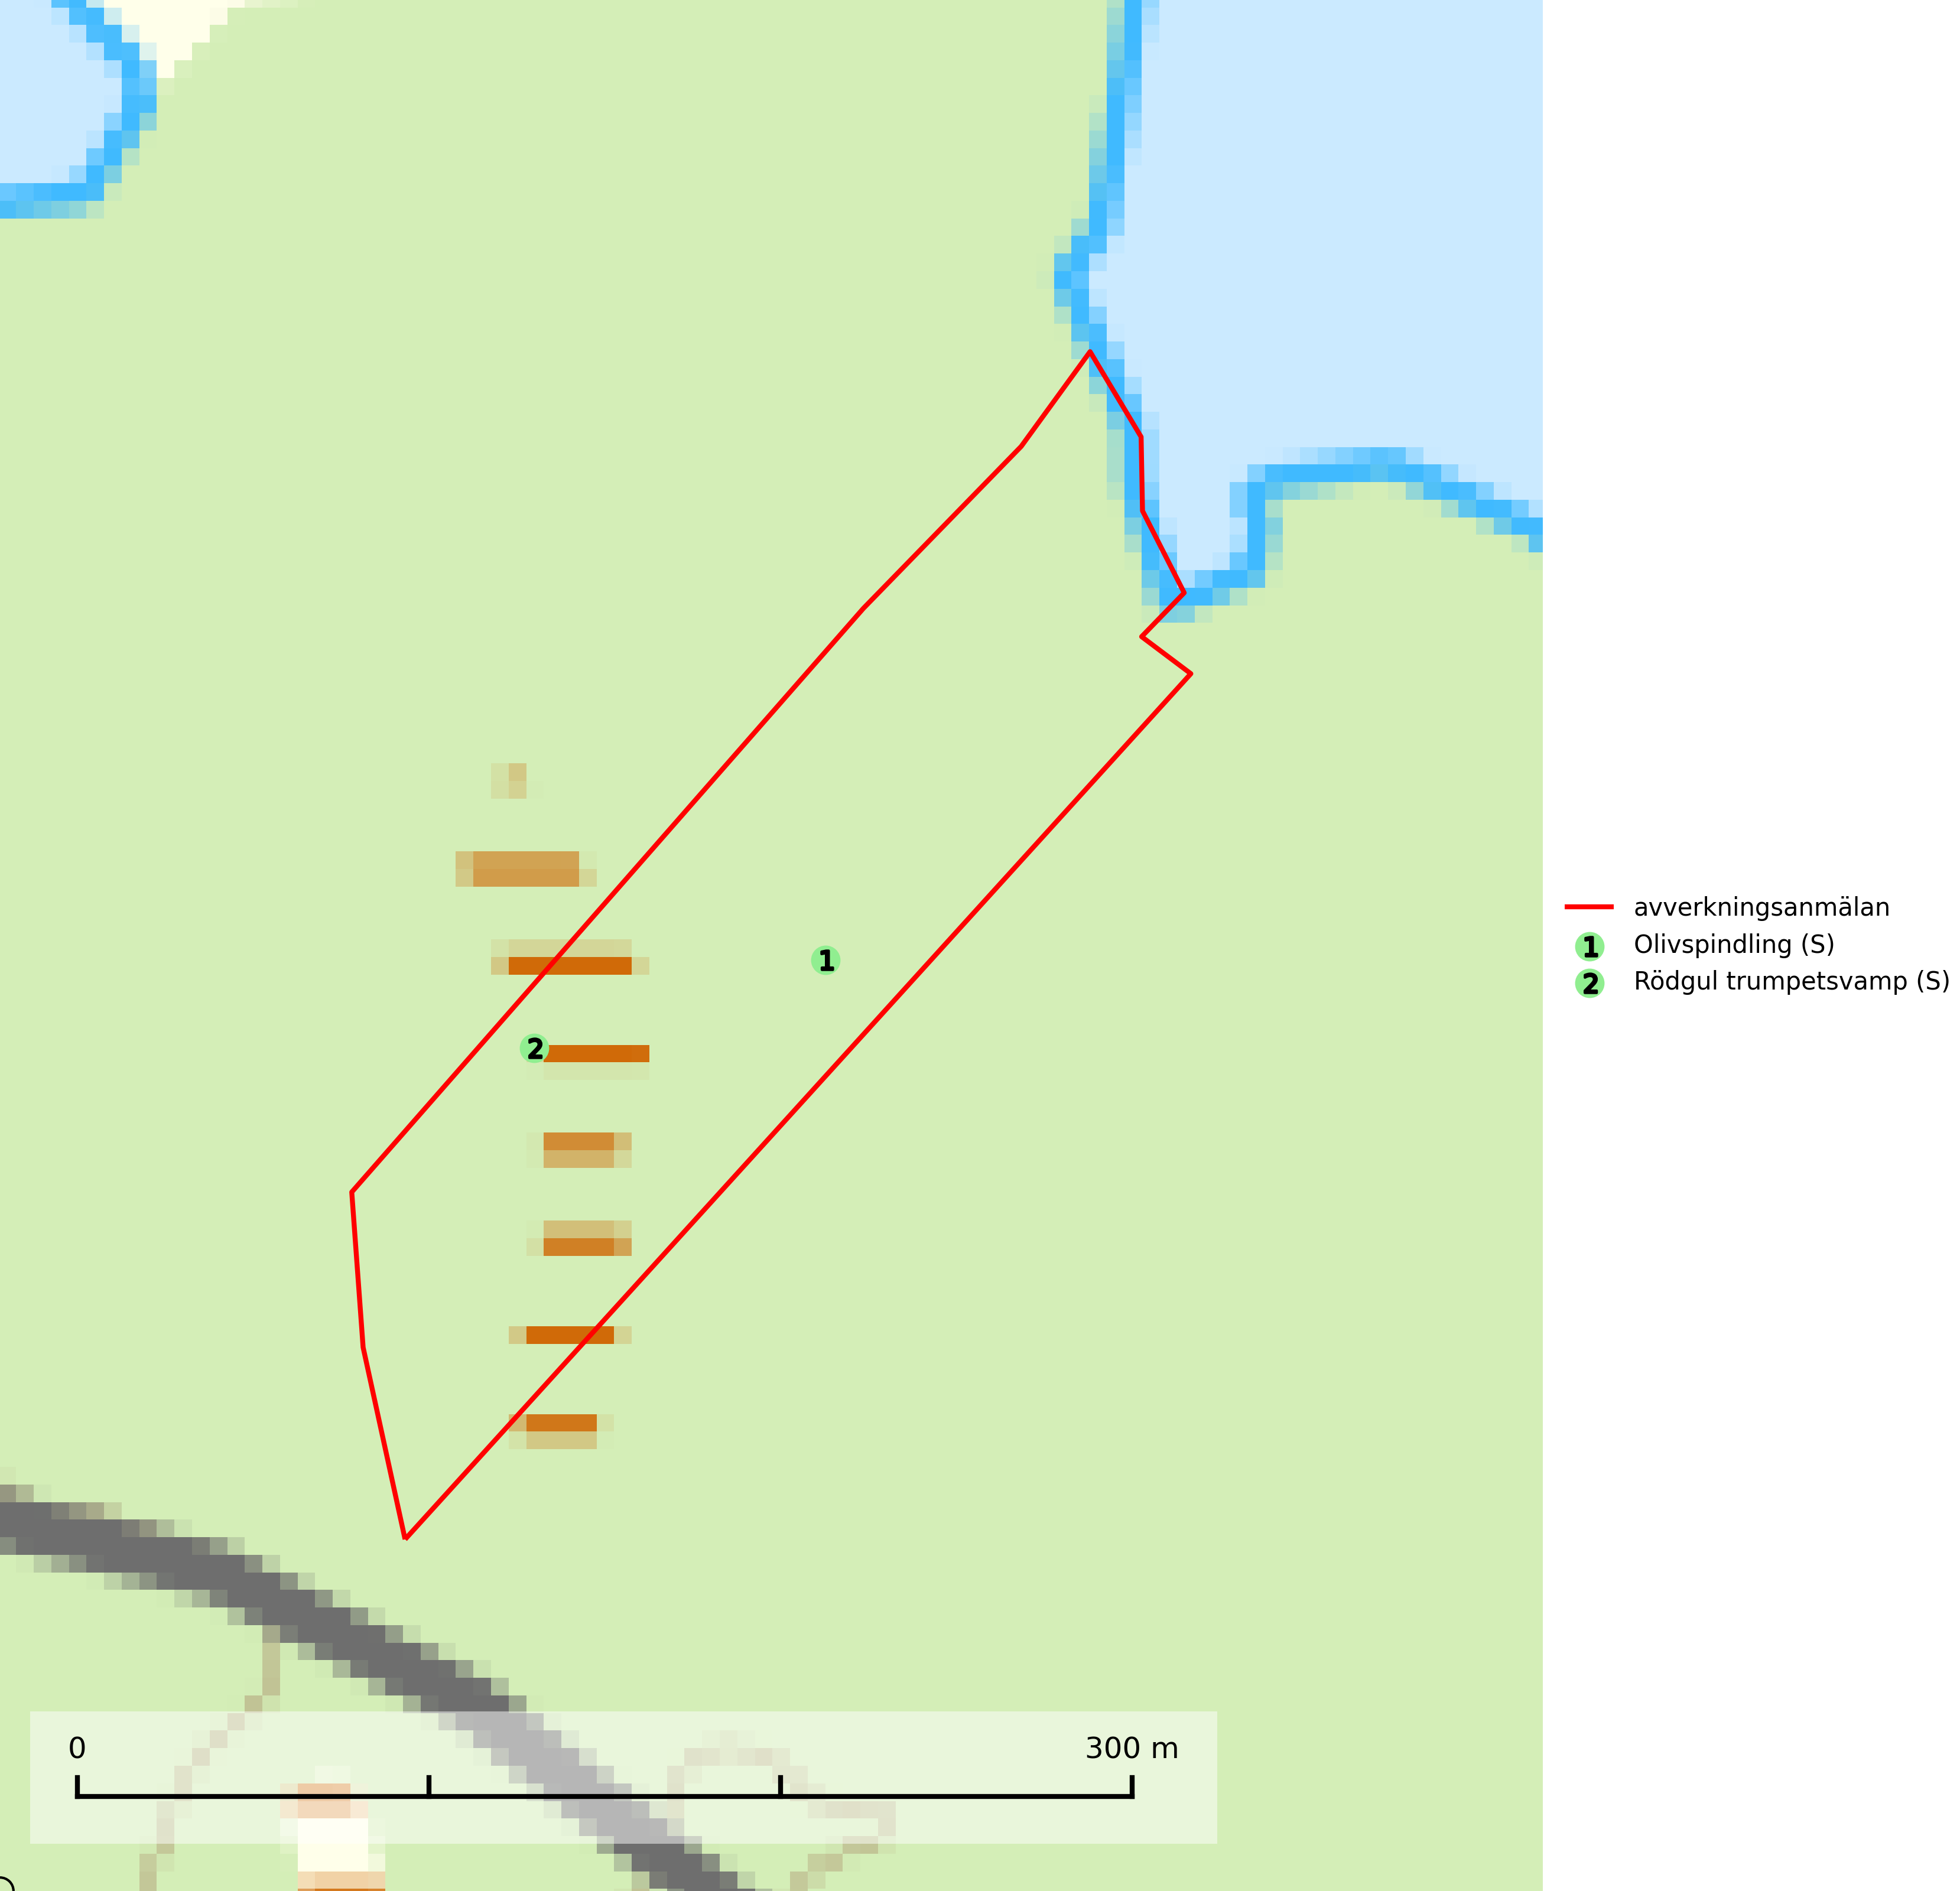 1
2
avverkningsanmälan
1 Olivspindling (S)
2 Rödgul trumpetsvamp (S)
0 300 m